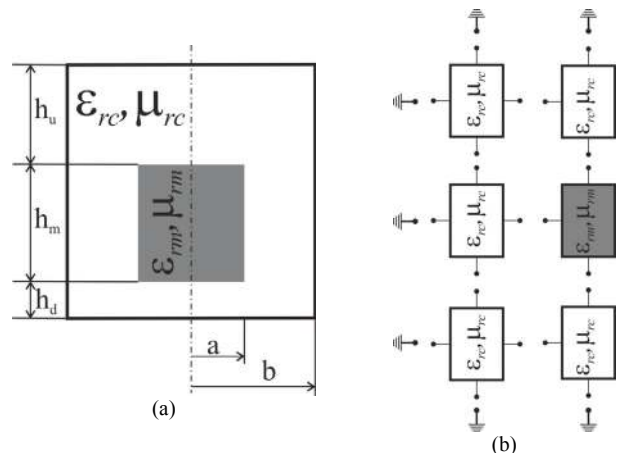 h_u
ε_rc, μ_rc
h_m
ε_rm, μ_rm
h_d
a
b
(a)
ε_rc, μ_rc
ε_rc, μ_rc
ε_rc, μ_rc
ε_rm, μ_rm
ε_rc, μ_rc
ε_rc, μ_rc
(b)